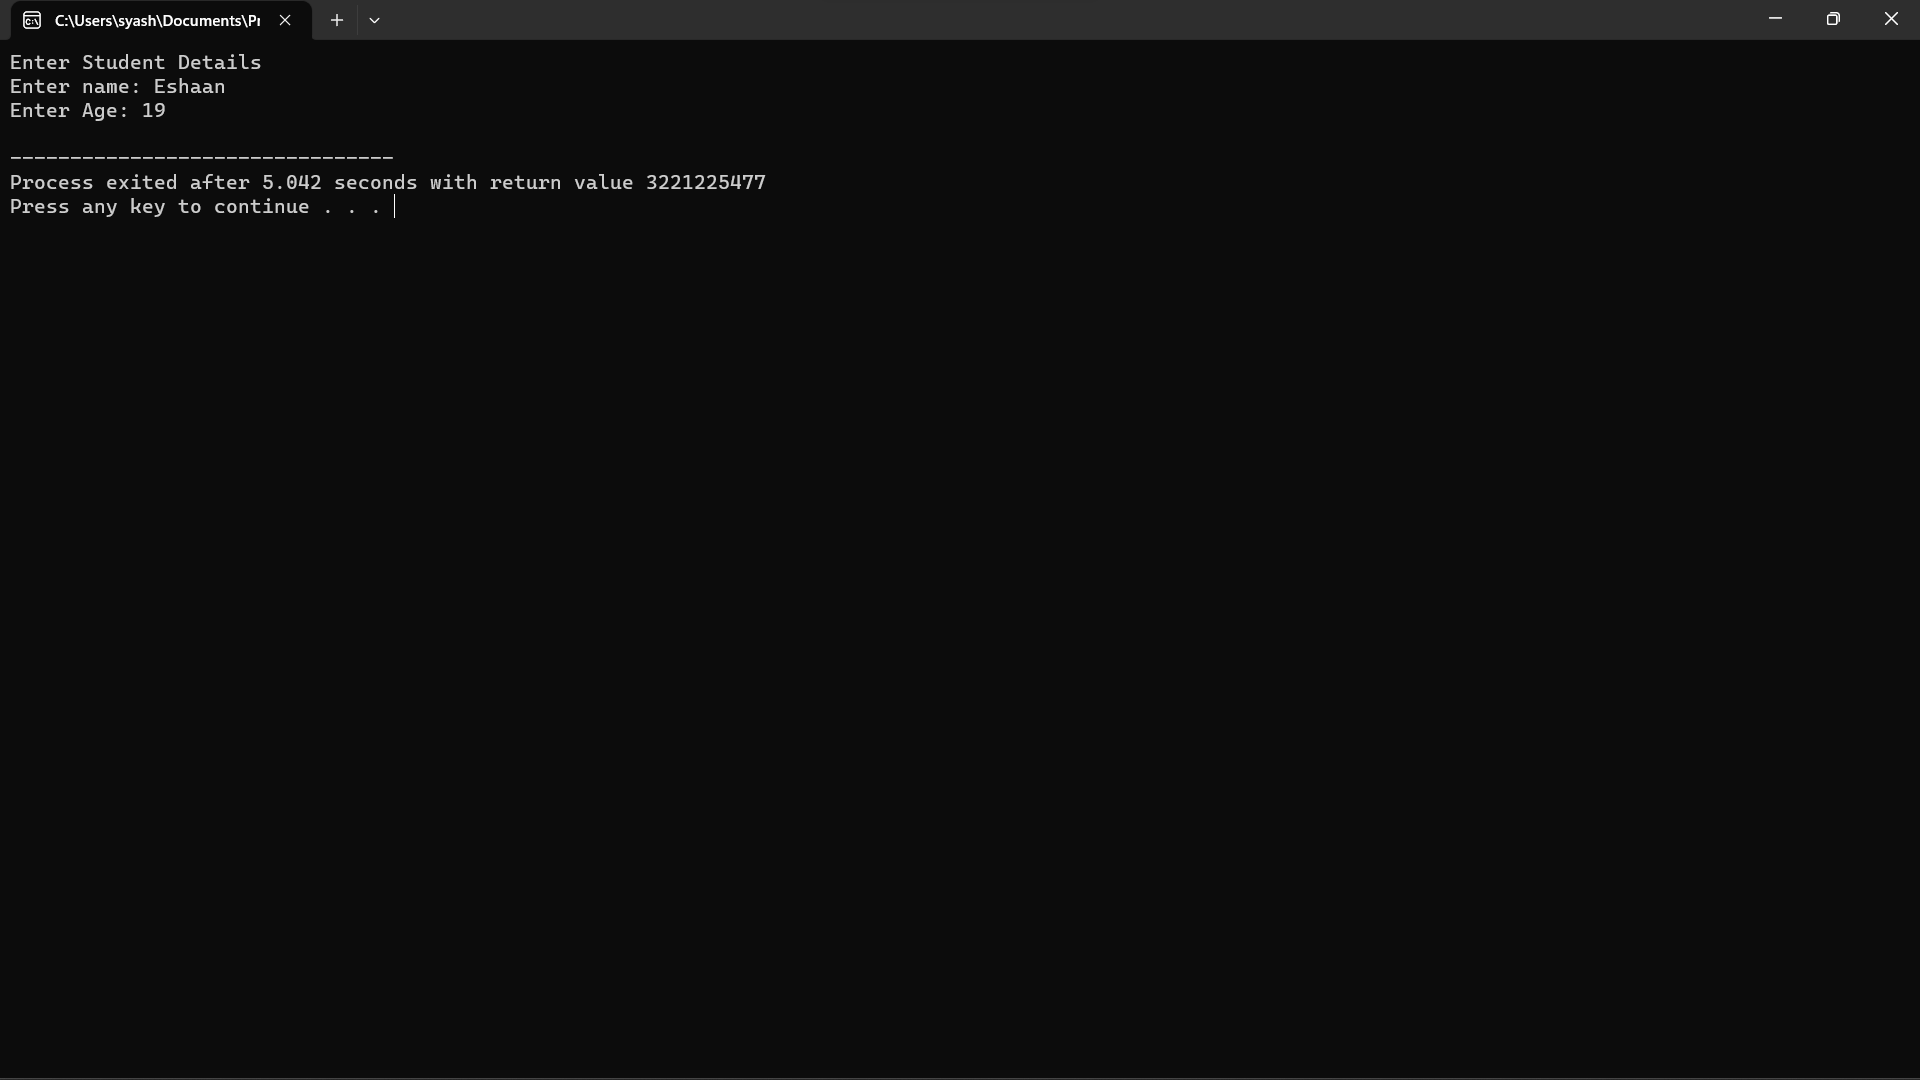 C:\Users\syash\Documents\Pr
Enter Student Details
Enter name: Eshaan
Enter Age: 19
--------------------------------
Process exited after 5.042 seconds with return value 3221225477
Press any key to continue . . .